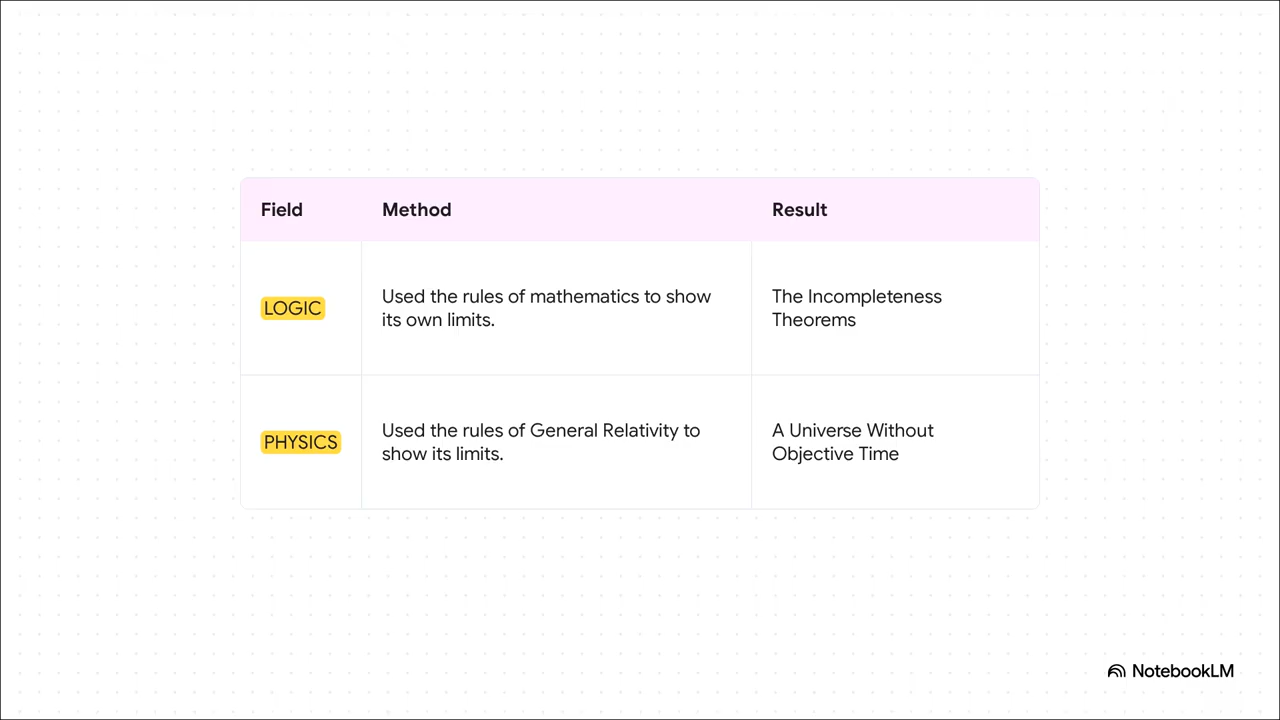 Field Method Result
LOGIC
Used the rules of mathematics to show
its own limits.
The Incompleteness
Theorems
PHYSICS
Used the rules of General Relativity to
show its limits.
A Universe Without
Objective Time
NotebookLM